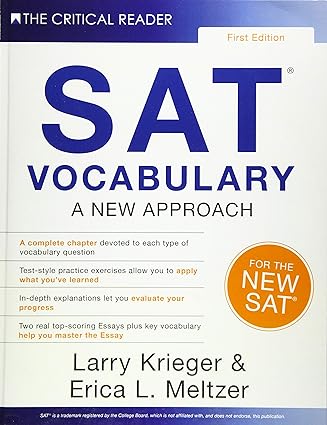 THE CRITICAL READER
First Edition
SAT®
VOCABULARY
A NEW APPROACH
A complete chapter devoted to each type of
vocabulary question
Test-style practice exercises allow you to apply
what you've learned
In-depth explanations let you evaluate your
progress
Two real top-scoring Essays plus key vocabulary
help you master the Essay
FOR THE
NEW
SAT®
Larry Krieger &
Erica L. Meltzer
SAT® is a trademark registered by the College Board, which is not affiliated with, and does not endorse, this publication.